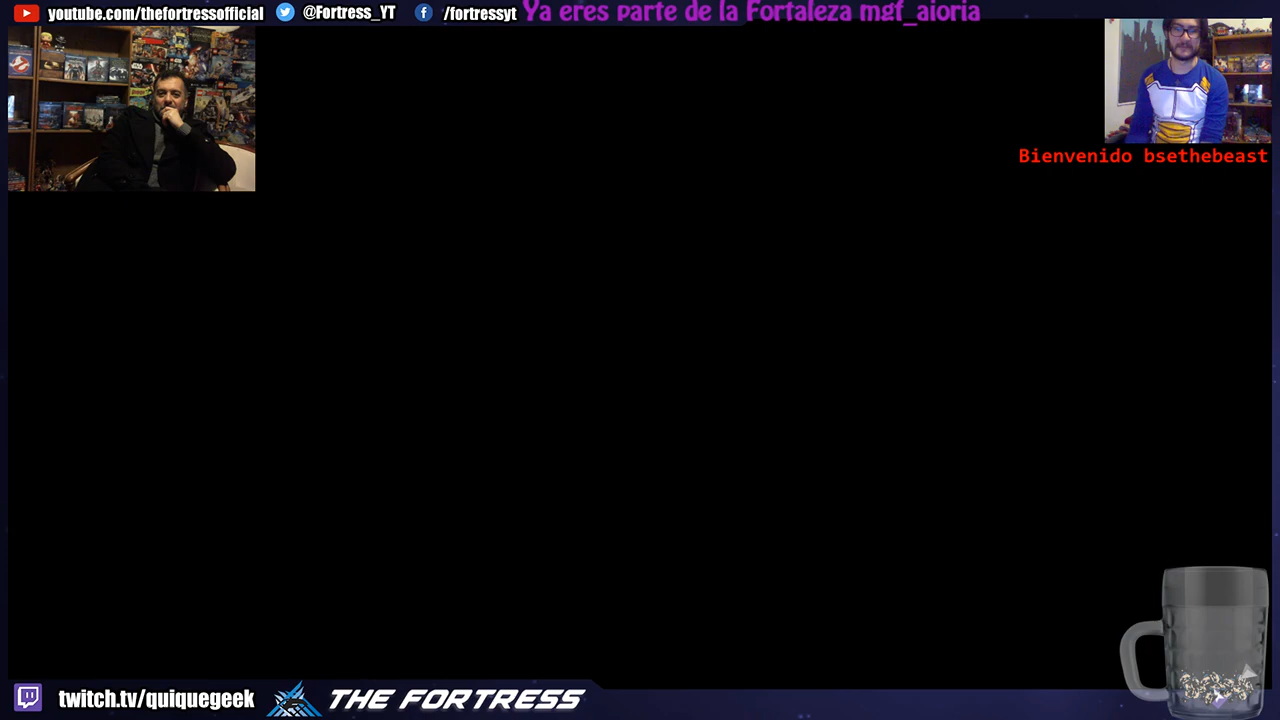 youtube.com/thefortressofficial @Fortress_YT /fortressyt Ya eres parte de la Fortaleza mgf_aioria
Bienvenido bsethebeast
twitch.tv/quiquegeek THE FORTRESS